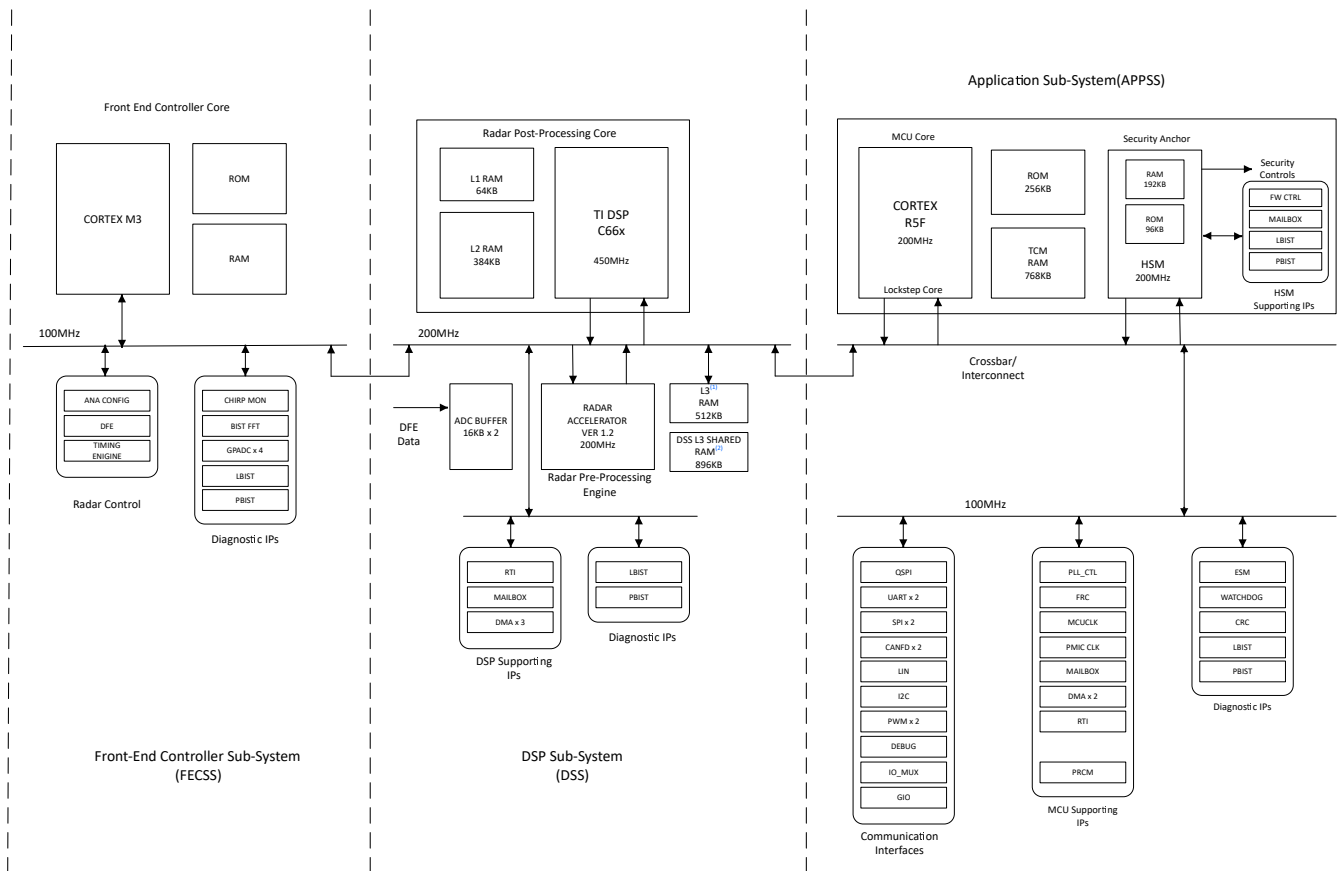 Application Sub-System(APPSS)
Front End Controller Core
CORTEX M3
ROM
RAM
100MHz
ANA CONFIG
DFE
TIMING
ENIGINE
Radar Control
CHIRP MON
BIST FFT
GPADC x 4
LBIST
PBIST
Diagnostic IPs
Front-End Controller Sub-System
(FECSS)
Radar Post-Processing Core
L1 RAM
64KB
L2 RAM
384KB
TI DSP
C66x
450MHz
200MHz
DFE
Data
ADC BUFFER
16KB x 2
RADAR
ACCELERATOR
VER 1.2
200MHz
Radar Pre-Processing
Engine
L3(1)
RAM
512KB
DSS L3 SHARED
RAM(2)
896KB
RTI
MAILBOX
DMA x 3
DSP Supporting
IPs
LBIST
PBIST
Diagnostic IPs
DSP Sub-System
(DSS)
MCU Core
CORTEX
R5F
200MHz
Lockstep Core
ROM
256KB
TCM
RAM
768KB
Security Anchor
RAM
192KB
ROM
96KB
HSM
200MHz
Security
Controls
FW CTRL
MAILBOX
LBIST
PBIST
HSM
Supporting IPs
Crossbar/
Interconnect
100MHz
QSPI
UART x 2
SPI x 2
CANFD x 2
LIN
I2C
PWM x 2
DEBUG
IO_MUX
GIO
Communication
Interfaces
PLL_CTL
FRC
MCUCLK
PMIC CLK
MAILBOX
DMA x 2
RTI
PRCM
MCU Supporting
IPs
ESM
WATCHDOG
CRC
LBIST
PBIST
Diagnostic IPs